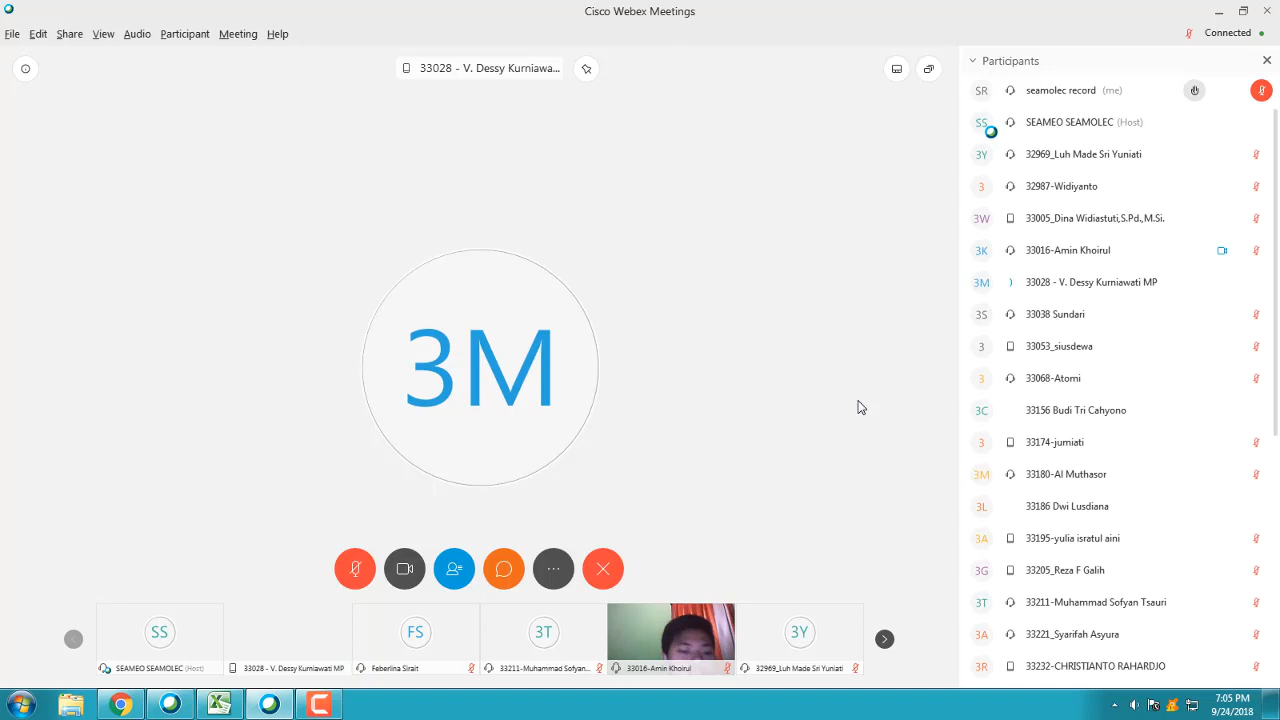 Cisco Webex Meetings
File Edit Share View Audio Participant Meeting Help
Connected
33028 - V. Dessy Kurniawa...
3M
SS
SEAMEO SEAMOLEC (Host)
33028 - V. Dessy Kurniawati MP
FS
Feberlina Sirait
3T
33211-Muhammad Sofyan...
33016-Amin Khoirul
3Y
32969_Luh Made Sri Yuniati
Participants
SR seamolec record (me)
SS SEAMEO SEAMOLEC (Host)
3Y 32969_Luh Made Sri Yuniati
3 32987-Widiyanto
3W 33005_Dina Widiastuti,S.Pd.,M.Si.
3K 33016-Amin Khoirul
3M 33028 - V. Dessy Kurniawati MP
3S 33038 Sundari
3 33053_siusdewa
3 33068-Atomi
3C 33156 Budi Tri Cahyono
3 33174-jumiati
3M 33180-Al Muthasor
3L 33186 Dwi Lusdiana
3A 33195-yulia isratul aini
3G 33205_Reza F Galih
3T 33211-Muhammad Sofyan Tsauri
3A 33221_Syarifah Asyura
3R 33232-CHRISTIANTO RAHARDJO
7:05 PM
9/24/2018